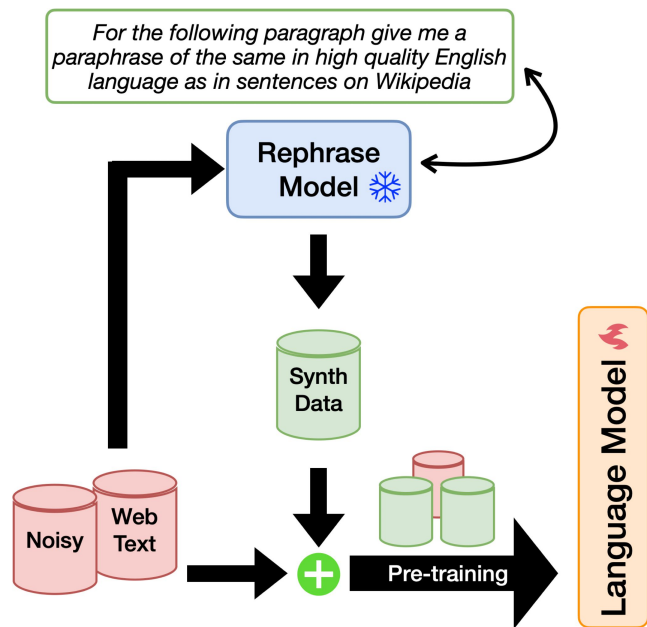 For the following paragraph give me a
paraphrase of the same in high quality English
language as in sentences on Wikipedia
Rephrase
Model
Synth
Data
Noisy
Web
Text
Pre-training
Language Model